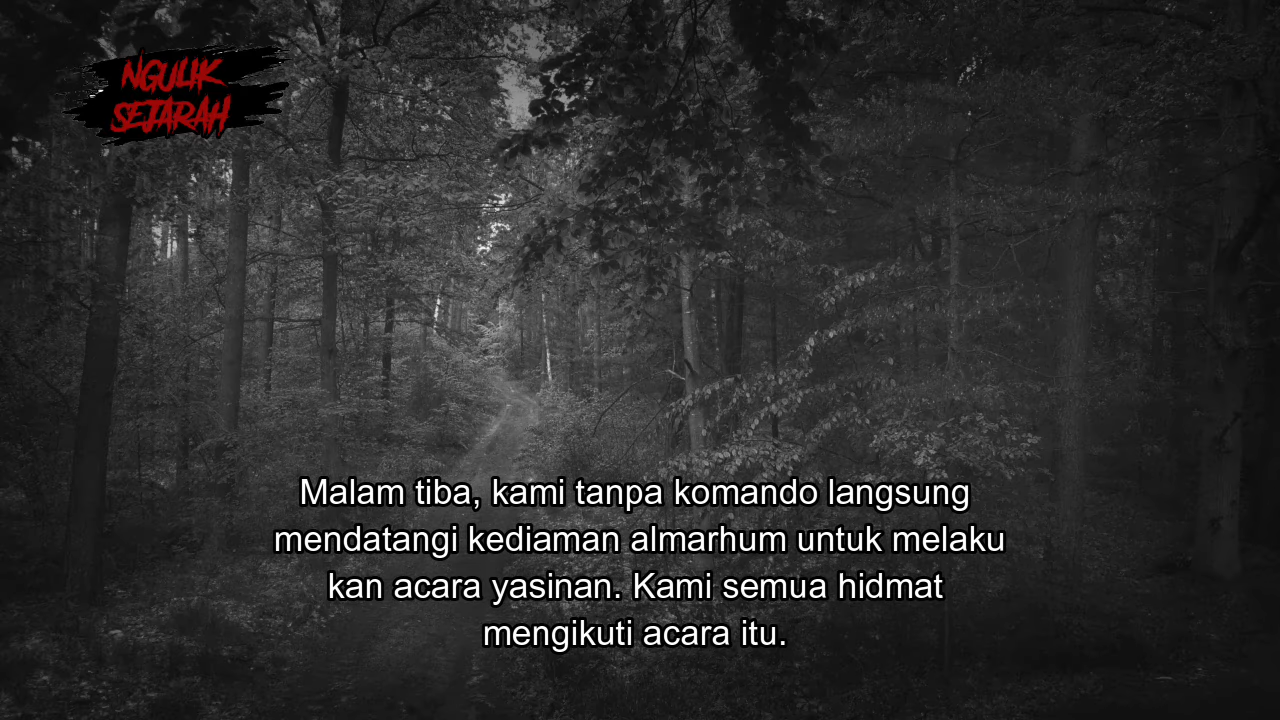 NGULIK
SEJARAH
Malam tiba, kami tanpa komando langsung
mendatangi kediaman almarhum untuk melaku
kan acara yasinan. Kami semua hidmat
mengikuti acara itu.